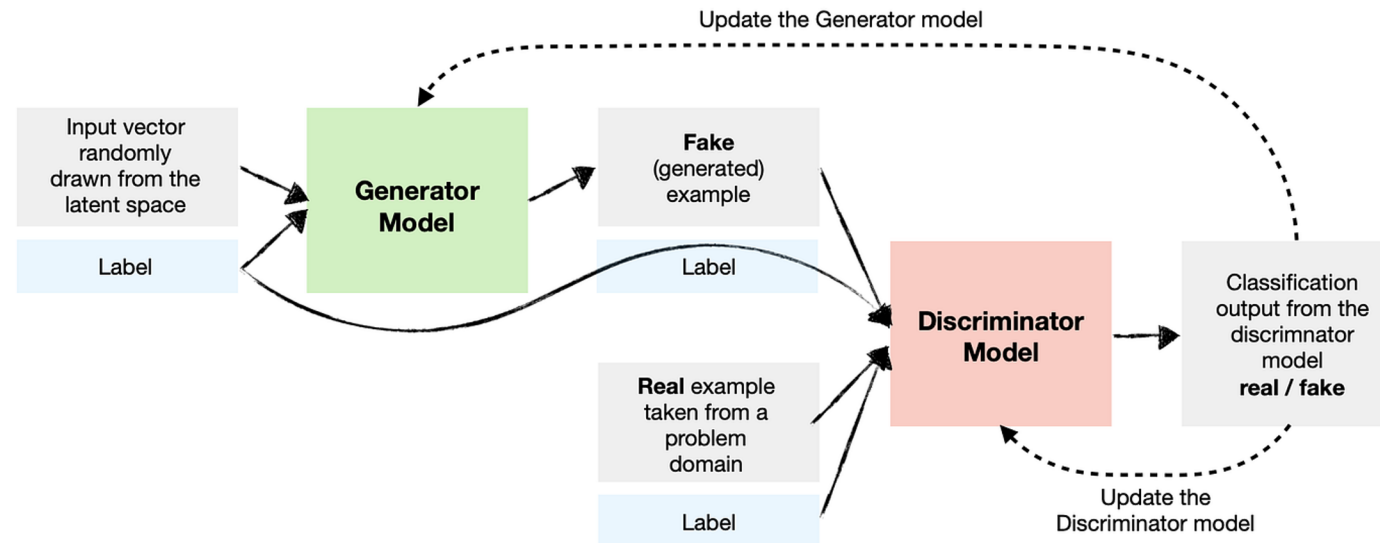 Update the Generator model
Input vector
randomly
drawn from the
latent space
Label
Generator
Model
Fake
(generated)
example
Label
Real example
taken from a
problem
domain
Label
Discriminator
Model
Classification
output from the
discrimnator
model
real / fake
Update the
Discriminator model